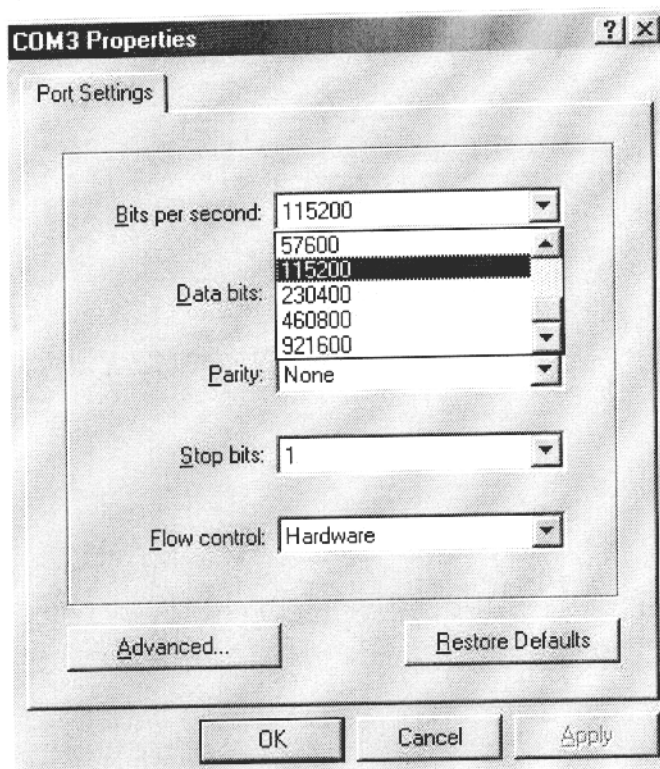 COM3 Properties
Port Settings
Bits per second: 115200
57600
115200
Data bits: 230400
460800
921600
Parity: None
Stop bits: 1
Flow control: Hardware
Advanced...
Restore Defaults
OK
Cancel
Apply